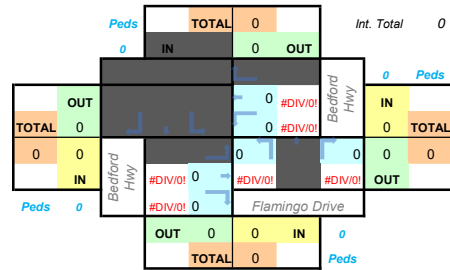 Peds TOTAL 0 Int. Total 0
0 IN 0 OUT
0 Peds
OUT 0 #DIV/0! Bedford Hwy IN
TOTAL 0 0 #DIV/0! 0 TOTAL
0 0 0 0 0 0
IN Bedford Hwy #DIV/0! 0 #DIV/0! #DIV/0! OUT
Peds 0 #DIV/0! 0 Flamingo Drive
OUT 0 0 IN 0
TOTAL 0 Peds